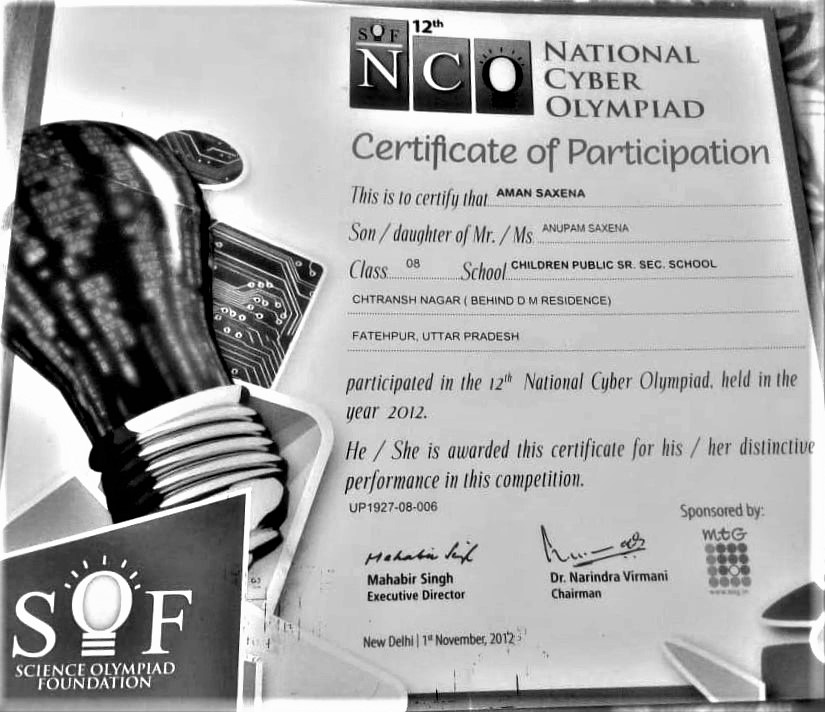 12th
SOF
NCO
NATIONAL
CYBER
OLYMPIAD
Certificate of Participation
This is to certify that AMAN SAXENA
Son / daughter of Mr. / Ms ANUPAM SAXENA
Class 08 School CHILDREN PUBLIC SR. SEC. SCHOOL
CHTRANSH NAGAR ( BEHIND D M RESIDENCE)
FATEHPUR, UTTAR PRADESH
participated in the 12th National Cyber Olympiad, held in the
year 2012.
He / She is awarded this certificate for his / her distinctive
performance in this competition.
UP1927-08-006
Sponsored by:
mtG
www.mtg.in
Mahabir Singh
Mahabir Singh
Executive Director
Dr. Narindra Virmani
Chairman
New Delhi | 1st November, 2012
SOF
SCIENCE OLYMPIAD
FOUNDATION